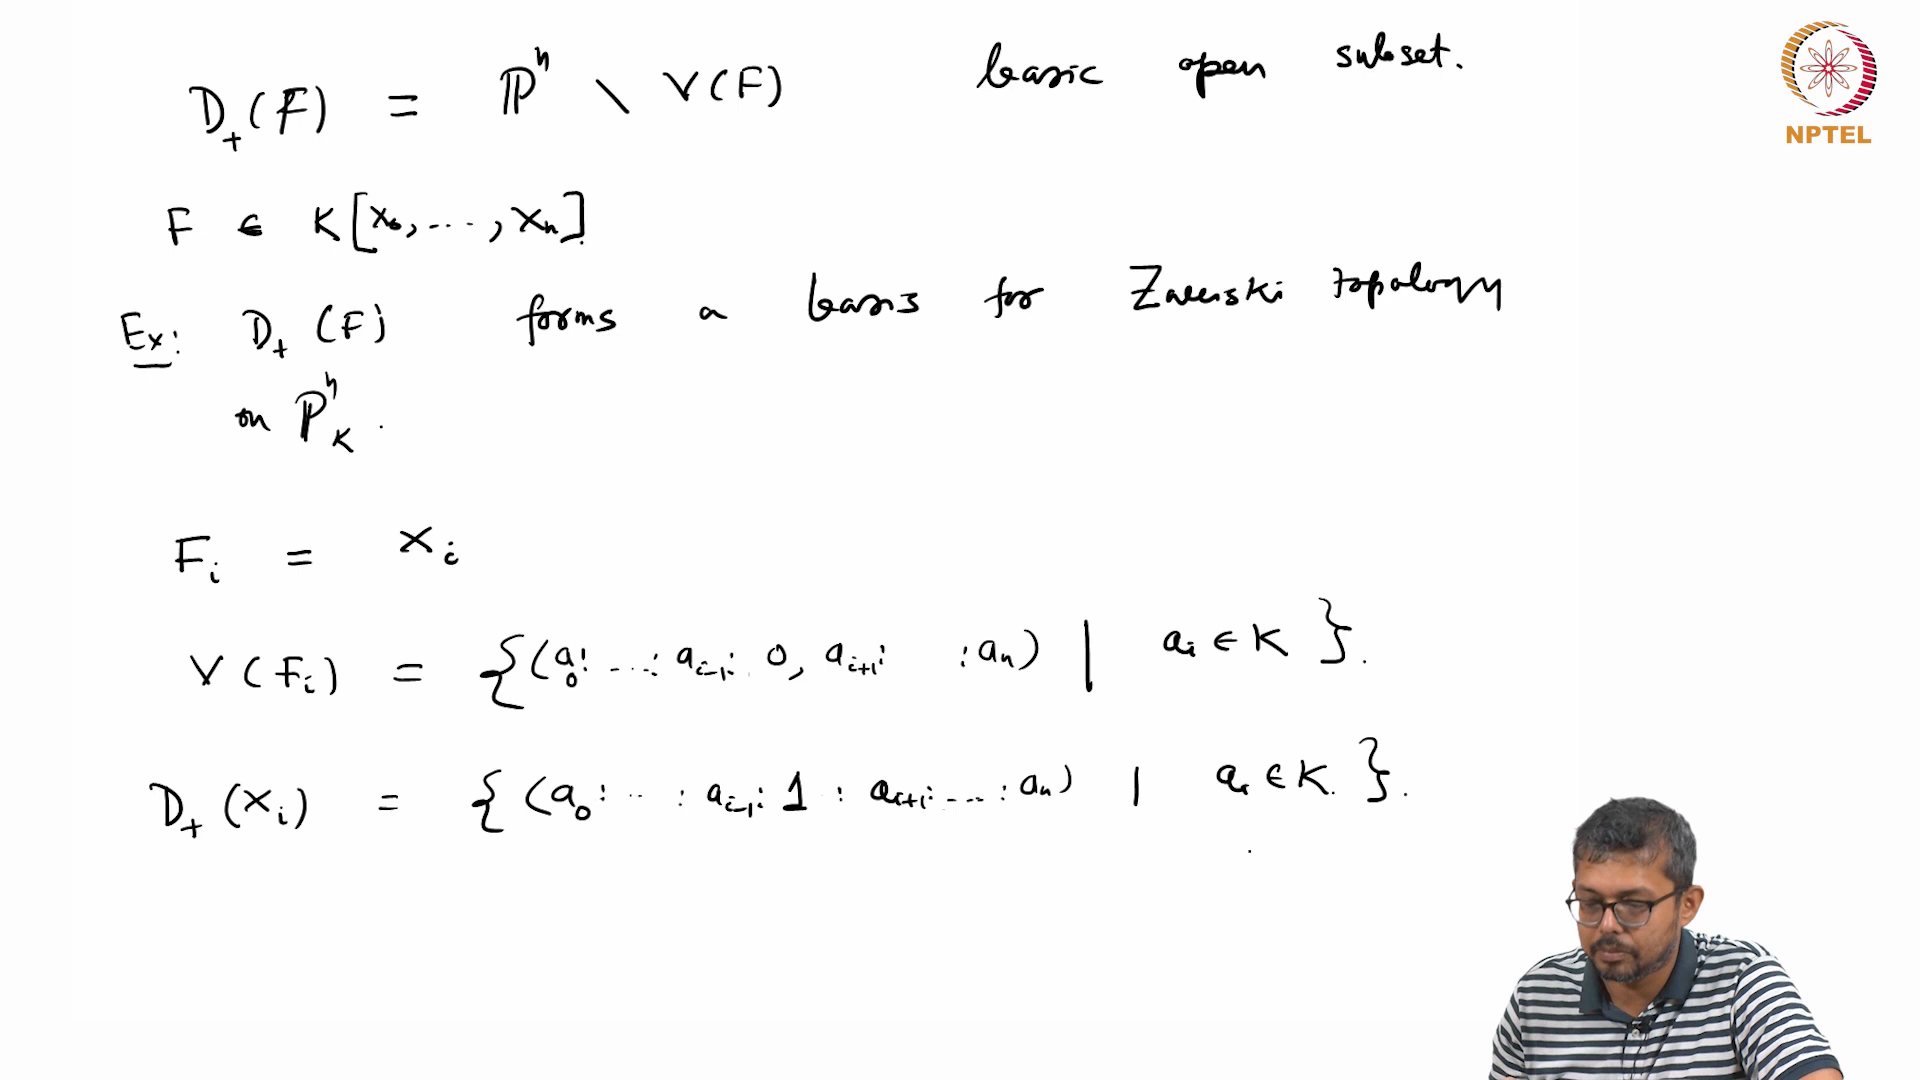 D₊(F) = ℙⁿ \ V(F) basic open subset.
NPTEL
F ∈ K[x₀, ..., xₙ]
Ex: D₊(F) forms a basis for Zariski topology
on ℙⁿ_K.
Fᵢ = xᵢ
V(Fᵢ) = {(a₀: ...: aᵢ₋₁: 0, aᵢ₊₁: :aₙ) | aᵢ ∈ K}.
D₊(xᵢ) = {(a₀: ... : aᵢ₋₁: 1 : aᵢ₊₁: ... : aₙ) | aᵢ ∈ K.}.